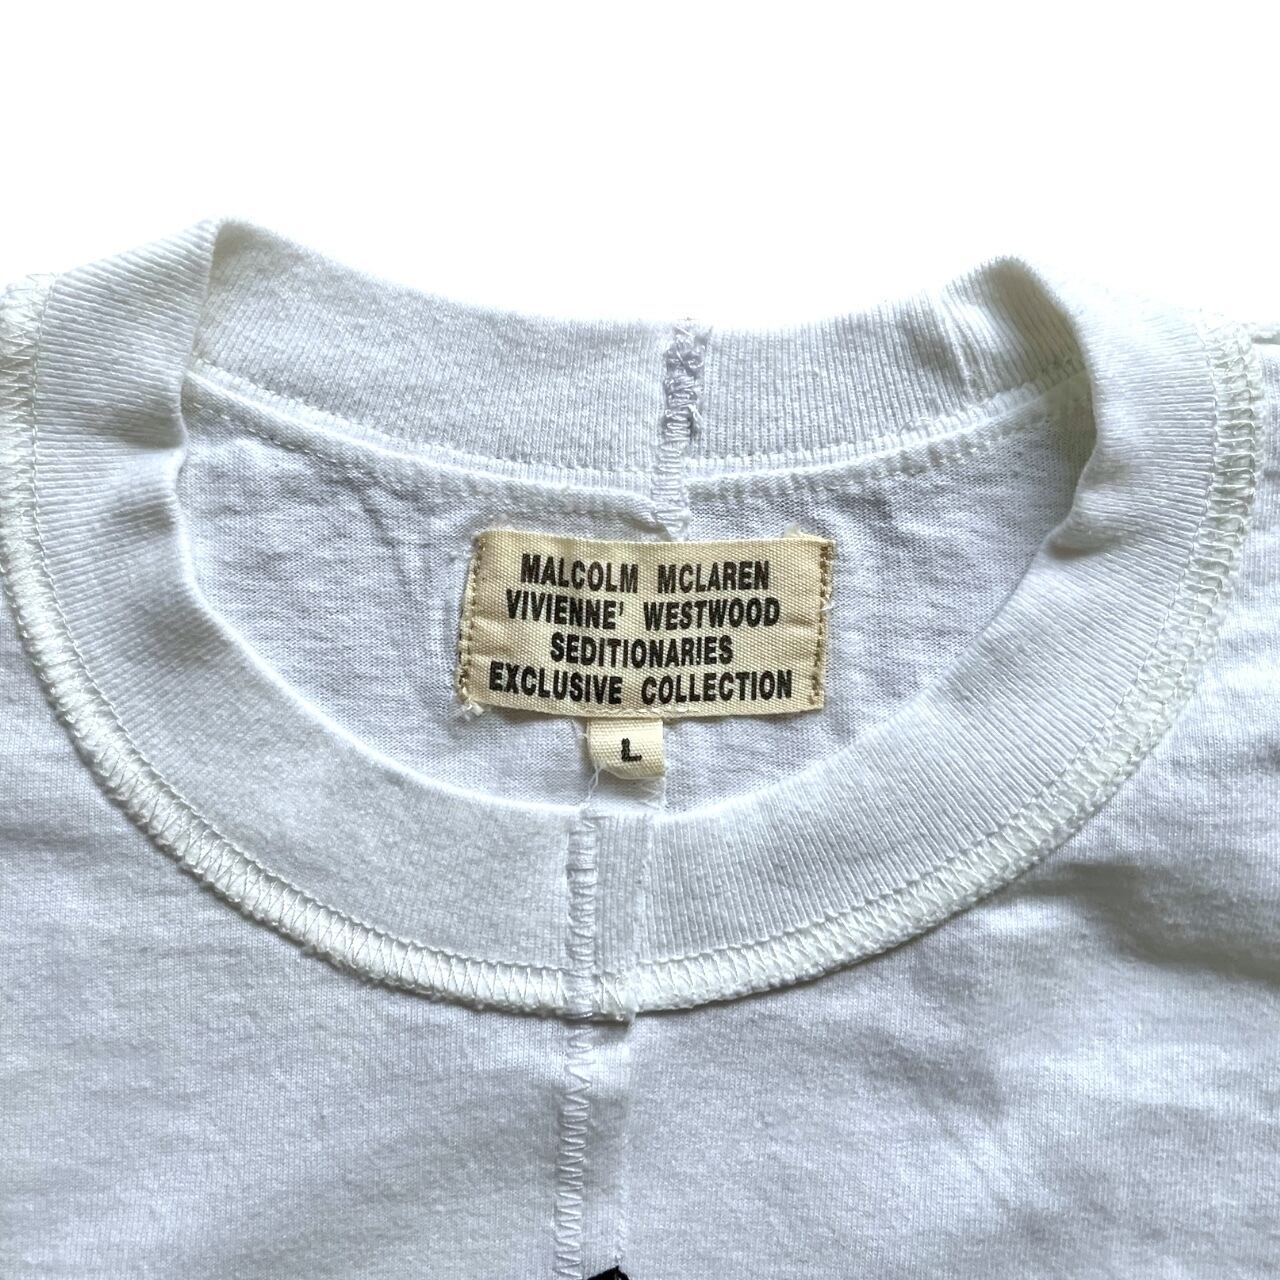 MALCOLM MCLAREN
VIVIENNE' WESTWOOD
SEDITIONARIES
EXCLUSIVE COLLECTION
L